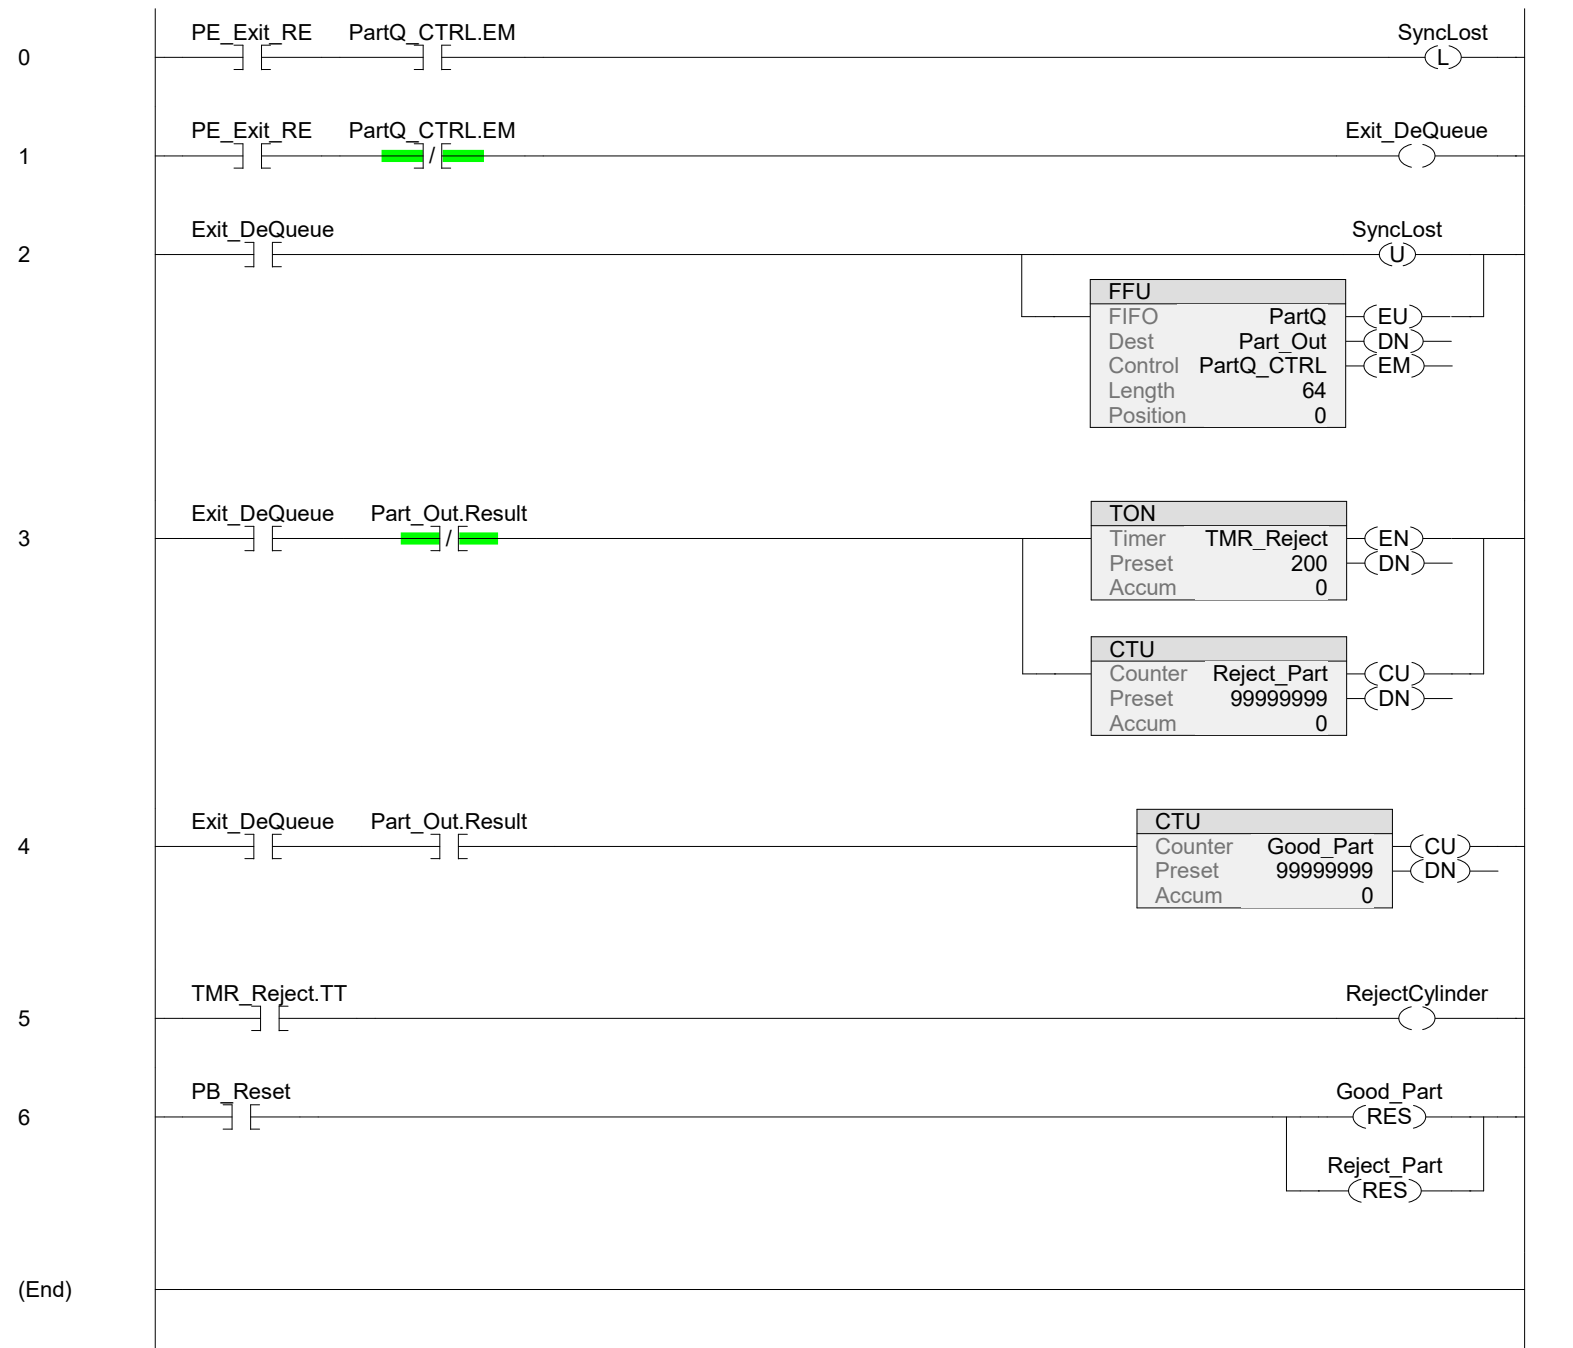 PE_Exit_RE PartQ_CTRL.EM SyncLost
0 L
PE_Exit_RE PartQ_CTRL.EM Exit_DeQueue
1 /
Exit_DeQueue SyncLost
2 U
FFU
FIFO PartQ EU
Dest Part_Out DN
Control PartQ_CTRL EM
Length 64
Position 0
Exit_DeQueue Part_Out.Result TON
3 / Timer TMR_Reject EN
Preset 200 DN
Accum 0
CTU
Counter Reject_Part CU
Preset 99999999 DN
Accum 0
Exit_DeQueue Part_Out.Result CTU
4 Counter Good_Part CU
Preset 99999999 DN
Accum 0
TMR_Reject.TT RejectCylinder
5
PB_Reset Good_Part
6 RES
Reject_Part
RES
(End)